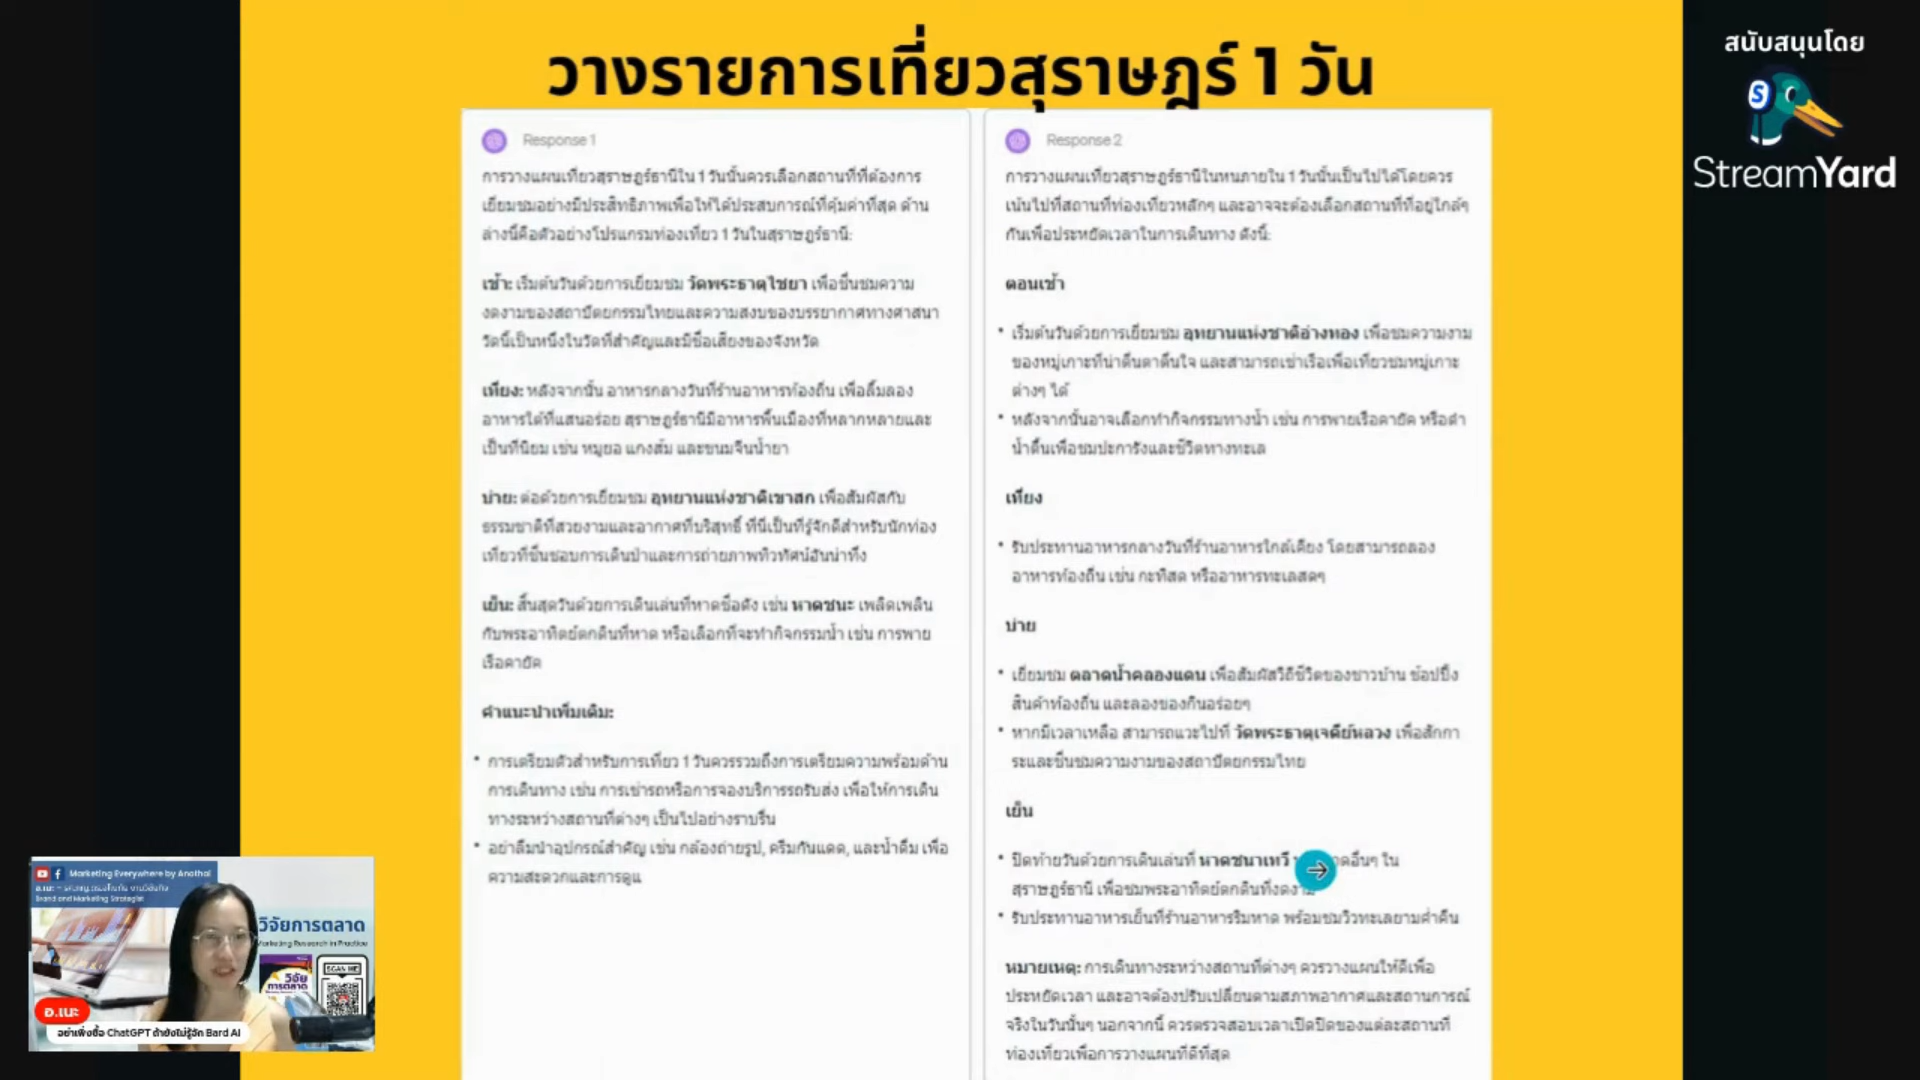 วางรายการเที่ยวสุราษฎร์ 1 วัน
สนับสนุนโดย
StreamYard
Response 1
การวางแผนเที่ยวสุราษฎร์ธานีใน 1 วันนั้นควรเลือกสถานที่ที่ต้องการ
เยี่ยมชมอย่างมีประสิทธิภาพเพื่อให้ได้ประสบการณ์ที่คุ้มค่าที่สุด ด้าน
ล่างนี้คือตัวอย่างโปรแกรมท่องเที่ยว 1 วันในสุราษฎร์ธานี:
เช้า: เริ่มต้นวันด้วยการเยี่ยมชม วัดพระธาตุไชยา เพื่อชื่นชมความ
งดงามของสถาปัตยกรรมไทยและความสงบของบรรยากาศทางศาสนา
วัดนี้เป็นหนึ่งในวัดที่สำคัญและมีชื่อเสียงของจังหวัด
เที่ยง: หลังจากนั้น อาหารกลางวันที่ร้านอาหารท้องถิ่น เพื่อลิ้มลอง
อาหารใต้ที่แสนอร่อย สุราษฎร์ธานีมีอาหารพื้นเมืองที่หลากหลายและ
เป็นที่นิยม เช่น หมูยอ แกงส้ม และขนมจีนน้ำยา
บ่าย: ต่อด้วยการเยี่ยมชม อุทยานแห่งชาติเขาสก เพื่อสัมผัสกับ
ธรรมชาติที่สวยงามและอากาศที่บริสุทธิ์ ที่นี่เป็นที่รู้จักดีสำหรับนักท่อง
เที่ยวที่ชื่นชอบการเดินป่าและการถ่ายภาพทิวทัศน์อันน่าทึ่ง
เย็น: สิ้นสุดวันด้วยการเดินเล่นที่หาดชื่อดัง เช่น หาดชนะ เพลิดเพลิน
กับพระอาทิตย์ตกดินที่หาด หรือเลือกที่จะทำกิจกรรมน้ำ เช่น การพาย
เรือคายัค
คำแนะนำเพิ่มเติม:
• การเตรียมตัวสำหรับการเที่ยว 1 วันควรรวมถึงการเตรียมความพร้อมด้าน
การเดินทาง เช่น การเช่ารถหรือการจองบริการรถรับส่ง เพื่อให้การเดิน
ทางระหว่างสถานที่ต่างๆ เป็นไปอย่างราบรื่น
• อย่าลืมนำอุปกรณ์สำคัญ เช่น กล้องถ่ายรูป, ครีมกันแดด, และน้ำดื่ม เพื่อ
ความสะดวกและการดูแ
Response 2
การวางแผนเที่ยวสุราษฎร์ธานีในหนภายใน 1 วันนั้นเป็นไปได้โดยควร
เน้นไปที่สถานที่ท่องเที่ยวหลักๆ และอาจจะต้องเลือกสถานที่ที่อยู่ใกล้ๆ
กันเพื่อประหยัดเวลาในการเดินทาง ดังนี้:
ตอนเช้า
• เริ่มต้นวันด้วยการเยี่ยมชม อุทยานแห่งชาติอ่างทอง เพื่อชมความงาม
ของหมู่เกาะที่น่าตื่นตาตื่นใจ และสามารถเช่าเรือเพื่อเที่ยวชมหมู่เกาะ
ต่างๆ ได้
• หลังจากนั้นอาจเลือกทำกิจกรรมทางน้ำ เช่น การพายเรือคายัค หรือดำ
น้ำตื้นเพื่อชมปะการังและชีวิตทางทะเล
เที่ยง
• รับประทานอาหารกลางวันที่ร้านอาหารใกล้เคียง โดยสามารถลอง
อาหารท้องถิ่น เช่น กะทิสด หรืออาหารทะเลสดๆ
บ่าย
• เยี่ยมชม ตลาดน้ำคลองแดน เพื่อสัมผัสวิถีชีวิตของชาวบ้าน ช้อปปิ้ง
สินค้าท้องถิ่น และลองของกินอร่อยๆ
• หากมีเวลาเหลือ สามารถแวะไปที่ วัดพระธาตุเจดีย์หลวง เพื่อสักกา
ระและชื่นชมความงามของสถาปัตยกรรมไทย
เย็น
• ปิดท้ายวันด้วยการเดินเล่นที่ หาดชนาเทวี อื่นๆ ใน
สุราษฎร์ธานี เพื่อชมพระอาทิตย์ตกดินที่งดงาม
• รับประทานอาหารเย็นที่ร้านอาหารริมหาด พร้อมชมวิวทะเลยามค่ำคืน
หมายเหตุ: การเดินทางระหว่างสถานที่ต่างๆ ควรวางแผนให้ดีเพื่อ
ประหยัดเวลา และอาจต้องปรับเปลี่ยนตามสภาพอากาศและสถานการณ์
จริงในวันนั้นๆ นอกจากนี้ ควรตรวจสอบเวลาเปิดปิดของแต่ละสถานที่
ท่องเที่ยวเพื่อการวางแผนที่ดีที่สุด
Marketing Everywhere by Anothai
Brand and Marketing Strategist
วิจัยการตลาด
Marketing Research in Practice
วิจัย
การตลาด
SCAN ME
อ.เนะ
อย่าเพิ่งซื้อ ChatGPT ถ้ายังไม่รู้จัก Bard AI